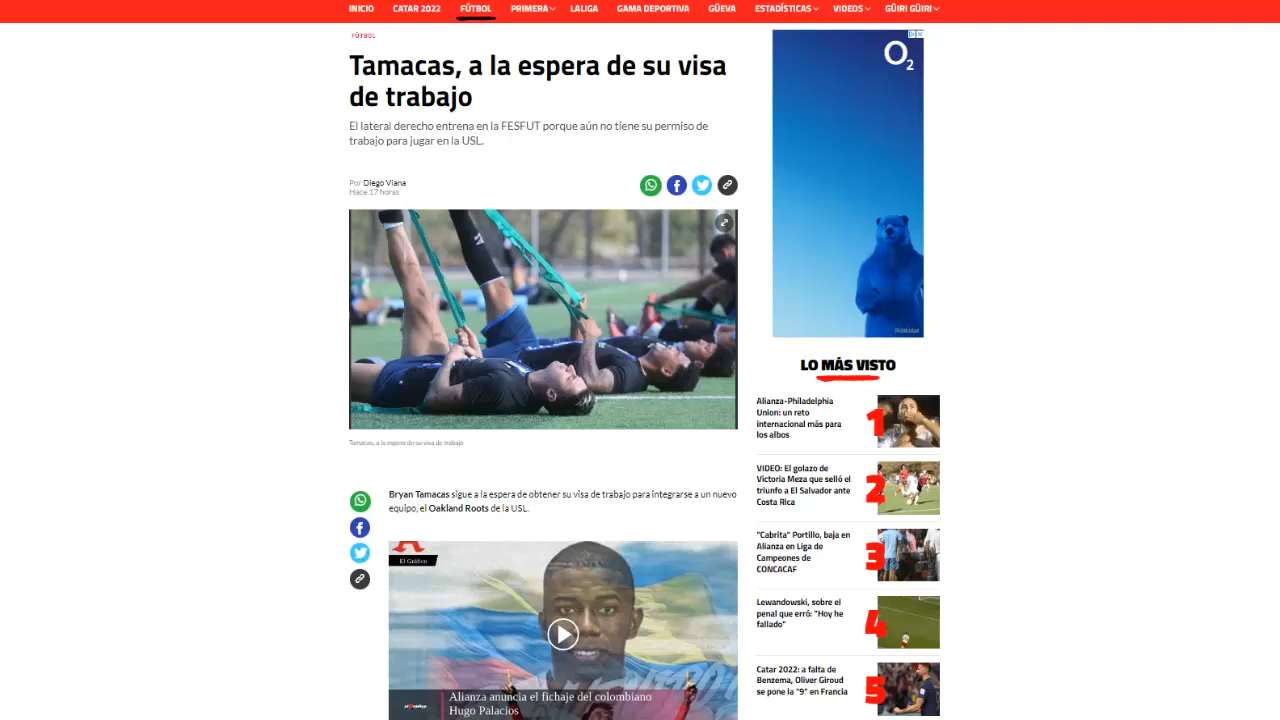 INICIO CATAR 2022 FÚTBOL PRIMERA LALIGA GAMA DEPORTIVA GÜEVA ESTADÍSTICAS VIDEOS GÜIRI GÜIRI
FÚTBOL
Tamacas, a la espera de su visa
de trabajo
El lateral derecho entrena en la FESFUT porque aún no tiene su permiso de
trabajo para jugar en la USL.
Por Diego Viana
Hace 17 horas
Tamacas, a la espera de su visa de trabajo
Bryan Tamacas sigue a la espera de obtener su visa de trabajo para integrarse a un nuevo
equipo, el Oakland Roots de la USL.
El Gráfico
Alianza anuncia el fichaje del colombiano
Hugo Palacios
el gráfico
O2
Publicidad
LO MÁS VISTO
Alianza-Philadelphia
Union: un reto
internacional más para
los albos
1
VIDEO: El golazo de
Victoria Meza que selló el
triunfo a El Salvador ante
Costa Rica
2
"Cabrita" Portillo, baja en
Alianza en Liga de
Campeones de
CONCACAF
3
Lewandowski, sobre el
penal que erró: "Hoy he
fallado"
4
Catar 2022: a falta de
Benzema, Oliver Giroud
se pone la "9" en Francia
5